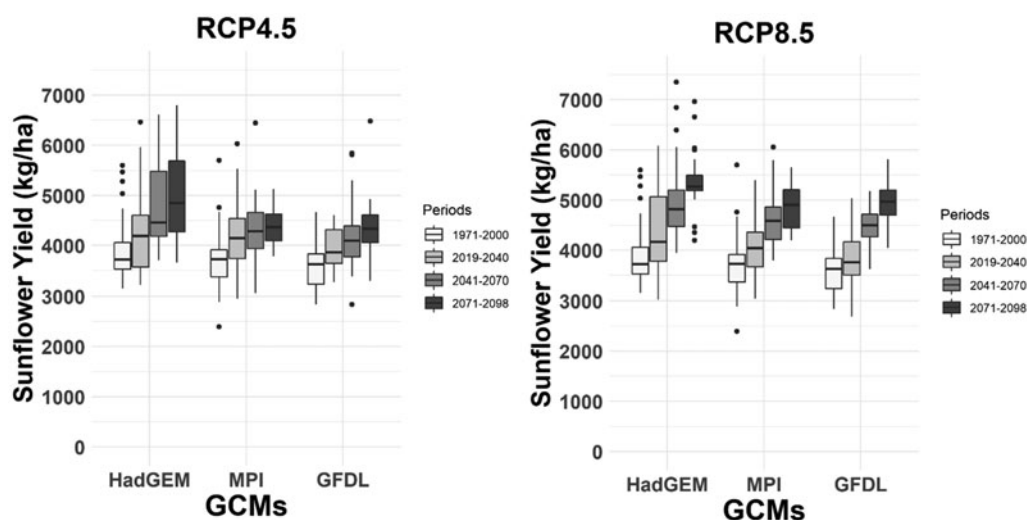 RCP4.5
Sunflower Yield (kg/ha)
7000
6000
5000
4000
3000
2000
1000
0
HadGEM MPI GFDL
GCMs
Periods
1971-2000
2019-2040
2041-2070
2071-2098
RCP8.5
Sunflower Yield (kg/ha)
7000
6000
5000
4000
3000
2000
1000
0
HadGEM MPI GFDL
GCMs
Periods
1971-2000
2019-2040
2041-2070
2071-2098